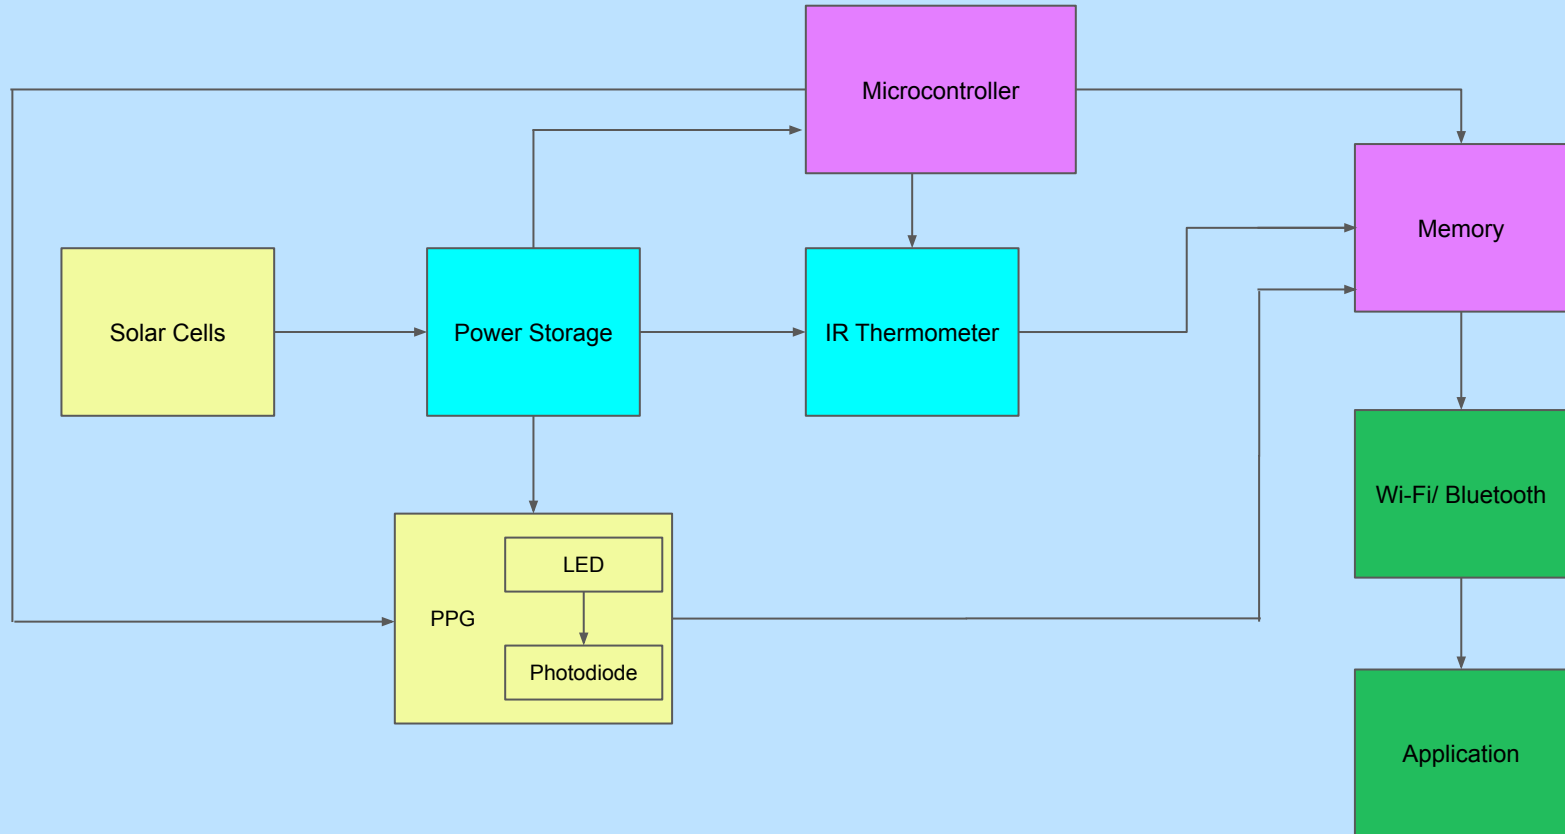 Microcontroller
Memory
Solar Cells
Power Storage
IR Thermometer
Wi-Fi/ Bluetooth
LED
PPG
Photodiode
Application